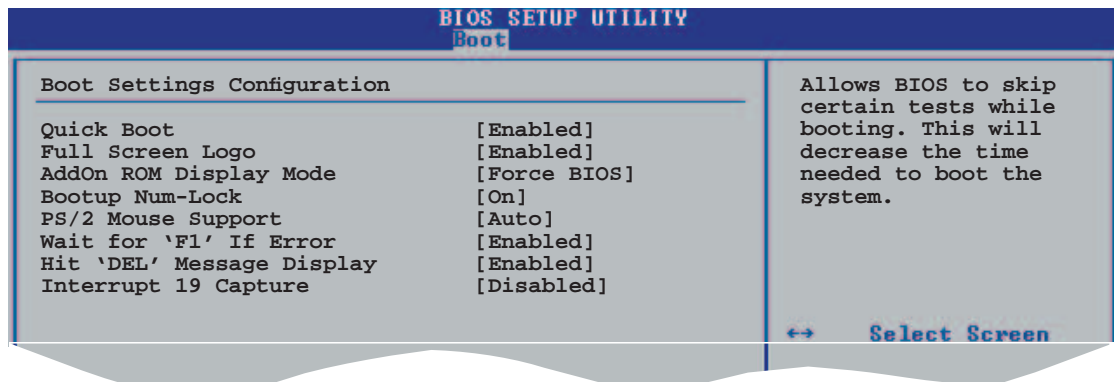 BIOS SETUP UTILITY
Boot
Boot Settings Configuration
Quick Boot [Enabled]
Full Screen Logo [Enabled]
AddOn ROM Display Mode [Force BIOS]
Bootup Num-Lock [On]
PS/2 Mouse Support [Auto]
Wait for ‘F1’ If Error [Enabled]
Hit ‘DEL’ Message Display [Enabled]
Interrupt 19 Capture [Disabled]
Allows BIOS to skip
certain tests while
booting. This will
decrease the time
needed to boot the
system.
↔ Select Screen